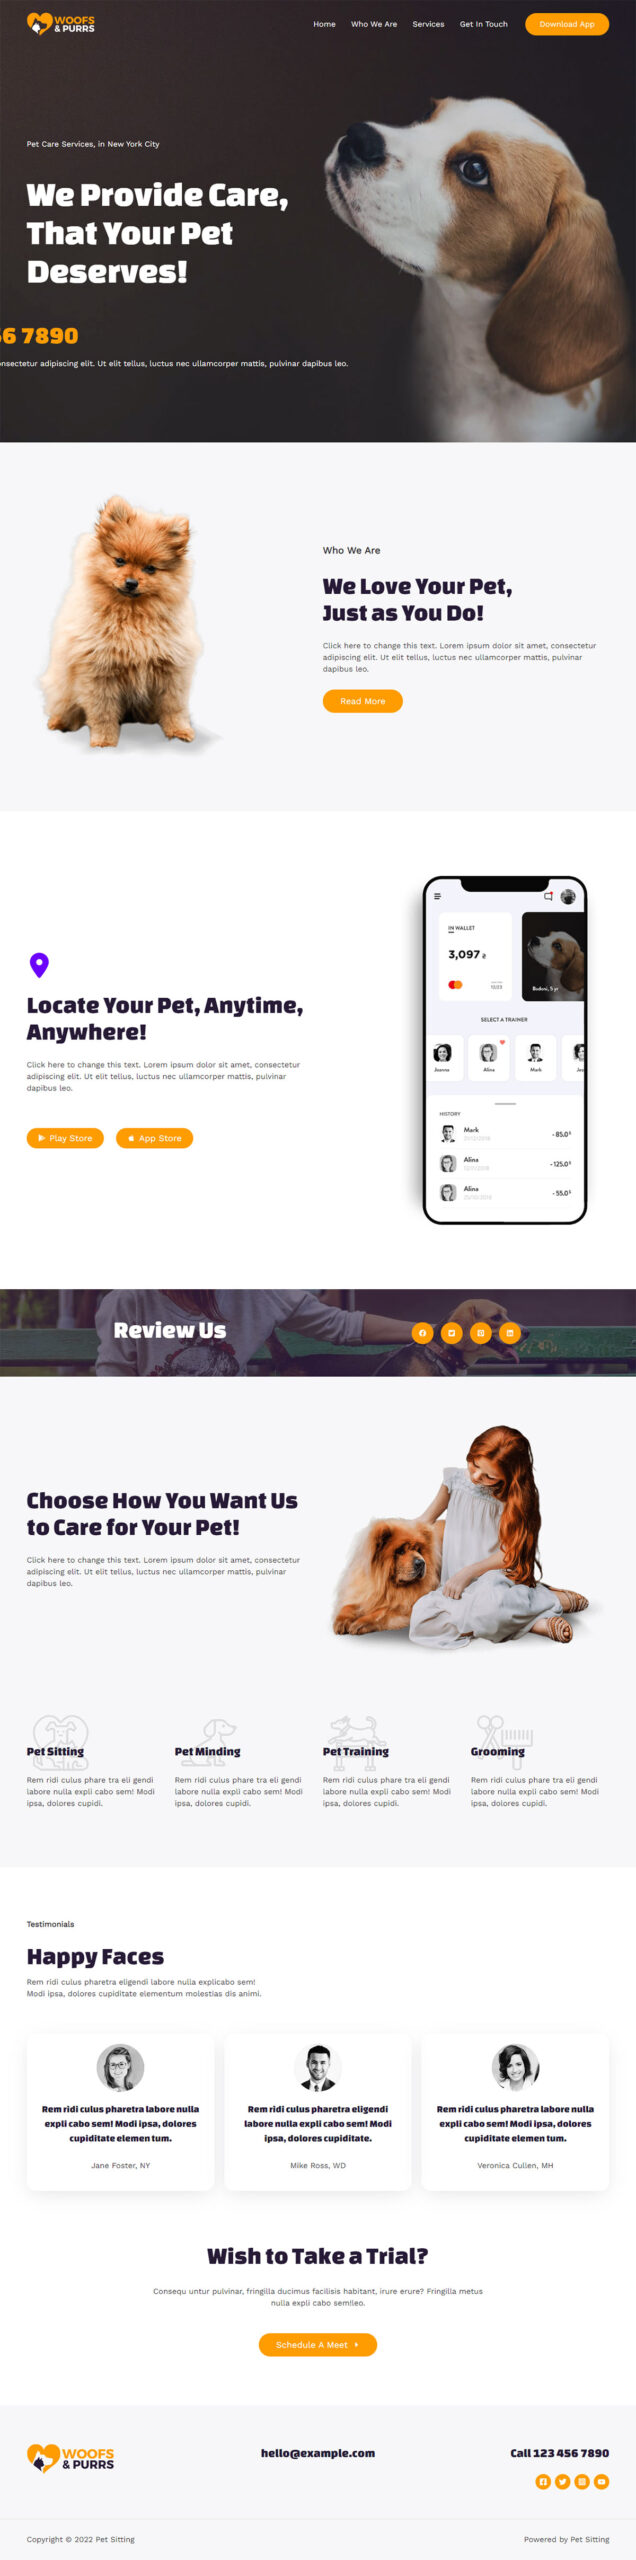 WOOFS
& PURRS
Home Who We Are Services Get In Touch Download App
Pet Care Services, in New York City
We Provide Care,
That Your Pet
Deserves!
6 7890
onsectetur adipiscing elit. Ut elit tellus, luctus nec ullamcorper mattis, pulvinar dapibus leo.
Who We Are
We Love Your Pet,
Just as You Do!
Click here to change this text. Lorem ipsum dolor sit amet, consectetur
adipiscing elit. Ut elit tellus, luctus nec ullamcorper mattis, pulvinar
dapibus leo.
Read More
Locate Your Pet, Anytime,
Anywhere!
Click here to change this text. Lorem ipsum dolor sit amet, consectetur
adipiscing elit. Ut elit tellus, luctus nec ullamcorper mattis, pulvinar
dapibus leo.
Play Store App Store
IN WALLET
3,097 ₴
12/23
Bodoni, 5 yr
SELECT A TRAINER
Joanna Alina Mark Jes
HISTORY
Mark
31/12/2018
-85.0$
Alina
12/11/2018
-125.0$
Alina
25/10/2018
-55.0$
Review Us
Choose How You Want Us
to Care for Your Pet!
Click here to change this text. Lorem ipsum dolor sit amet, consectetur
adipiscing elit. Ut elit tellus, luctus nec ullamcorper mattis, pulvinar
dapibus leo.
Pet Sitting
Rem ridi culus phare tra eli gendi
labore nulla expli cabo sem! Modi
ipsa, dolores cupidi.
Pet Minding
Rem ridi culus phare tra eli gendi
labore nulla expli cabo sem! Modi
ipsa, dolores cupidi.
Pet Training
Rem ridi culus phare tra eli gendi
labore nulla expli cabo sem! Modi
ipsa, dolores cupidi.
Grooming
Rem ridi culus phare tra eli gendi
labore nulla expli cabo sem! Modi
ipsa, dolores cupidi.
Testimonials
Happy Faces
Rem ridi culus pharetra eligendi labore nulla explicabo sem!
Modi ipsa, dolores cupiditate elementum molestias dis animi.
Rem ridi culus pharetra labore nulla
expli cabo sem! Modi ipsa, dolores
cupiditate elemen tum.
Jane Foster, NY
Rem ridi culus pharetra eligendi
labore nulla expli cabo sem! Modi
ipsa, dolores cupiditate.
Mike Ross, WD
Rem ridi culus pharetra labore nulla
expli cabo sem! Modi ipsa, dolores
cupiditate elemen tum.
Veronica Cullen, MH
Wish to Take a Trial?
Consequ untur pulvinar, fringilla ducimus facilisis habitant, irure erure? Fringilla metus
nulla expli cabo sem!leo.
Schedule A Meet
WOOFS
& PURRS
hello@example.com
Call 123 456 7890
Copyright © 2022 Pet Sitting
Powered by Pet Sitting